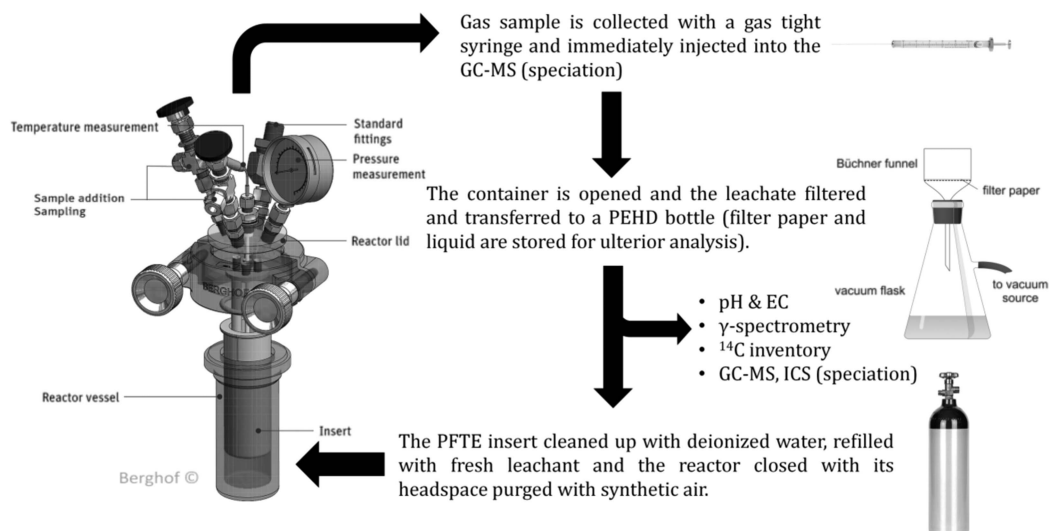 Gas sample is collected with a gas tight
syringe and immediately injected into the
GC-MS (speciation)
Temperature measurement
Standard
fittings
Pressure
measurement
Sample addition
Sampling
Reactor lid
BERGHOF
Reactor vessel
Insert
Berghof ©
The container is opened and the leachate filtered
and transferred to a PEHD bottle (filter paper and
liquid are stored for ulterior analysis).
Büchner funnel
filter paper
vacuum flask
to vacuum
source
• pH & EC
• γ-spectrometry
• ¹⁴C inventory
• GC-MS, ICS (speciation)
The PFTE insert cleaned up with deionized water, refilled
with fresh leachant and the reactor closed with its
headspace purged with synthetic air.